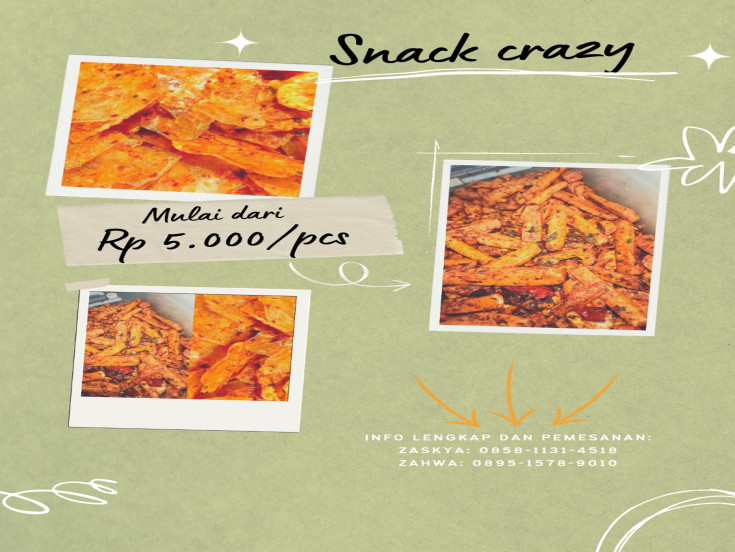 Snack crazy
Mulai dari
Rp 5.000/pcs
INFO LENGKAP DAN PEMESANAN:
ZASKYA: 0858-1131-4518
ZAHWA: 0895-1578-9010